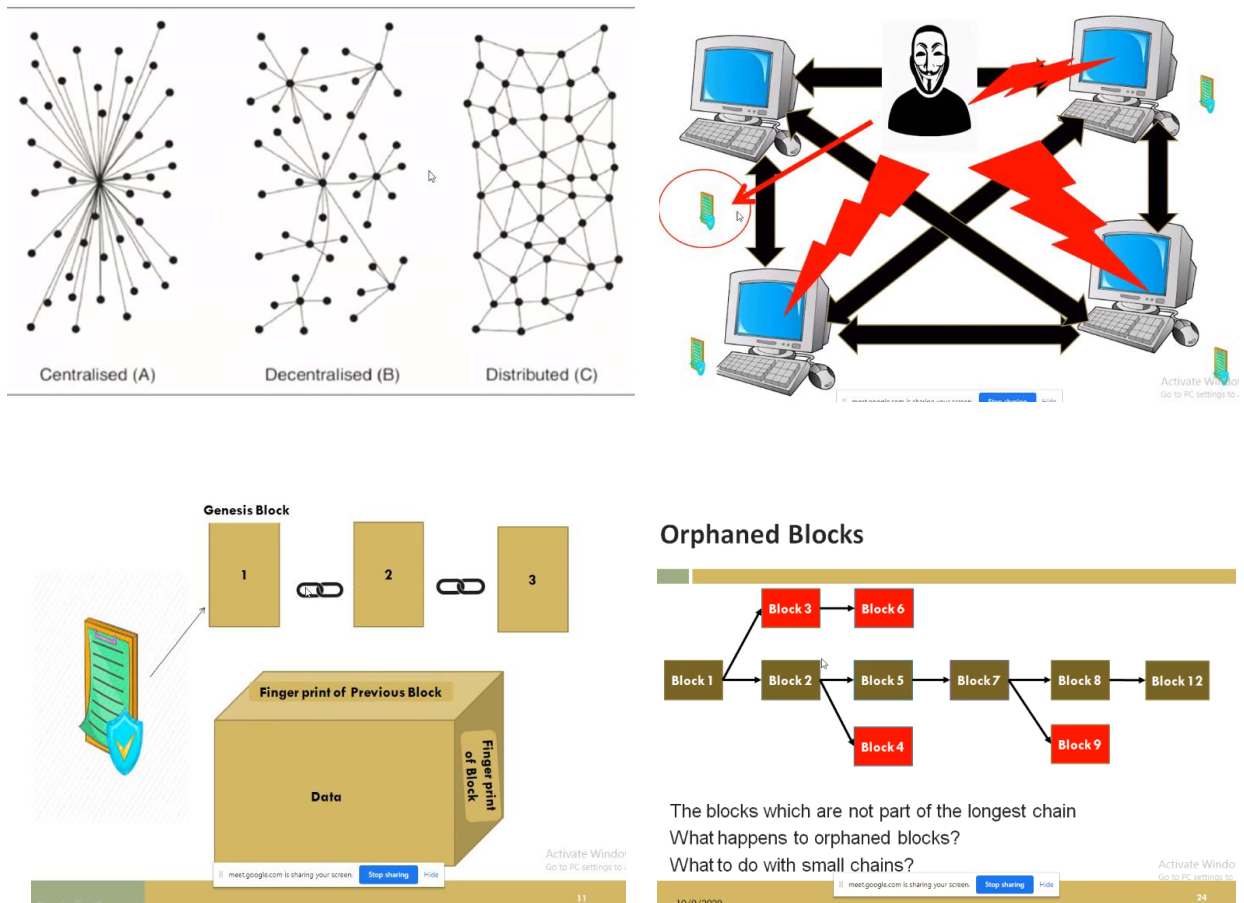 Centralised (A)
Decentralised (B)
Distributed (C)
meet.google.com is sharing your screen.
Stop sharing
Hide
Activate Windo
Go to PC settings to
Genesis Block
1
2
3
Finger print of Previous Block
Finger print
of Block
Data
Activate Windo
Go to PC settings to
meet.google.com is sharing your screen.
Stop sharing
Hide
11
Orphaned Blocks
Block 3
Block 6
Block 1
Block 2
Block 5
Block 7
Block 8
Block 12
Block 4
Block 9
The blocks which are not part of the longest chain
What happens to orphaned blocks?
What to do with small chains?
Activate Windo
Go to PC settings to
meet.google.com is sharing your screen.
Stop sharing
Hide
24